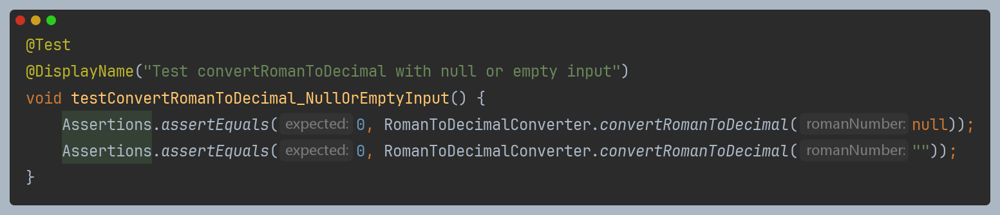 @Test
@DisplayName("Test convertRomanToDecimal with null or empty input")
void testConvertRomanToDecimal_NullOrEmptyInput() {
    Assertions.assertEquals( expected: 0, RomanToDecimalConverter.convertRomanToDecimal( romanNumber: null));
    Assertions.assertEquals( expected: 0, RomanToDecimalConverter.convertRomanToDecimal( romanNumber: ""));
}